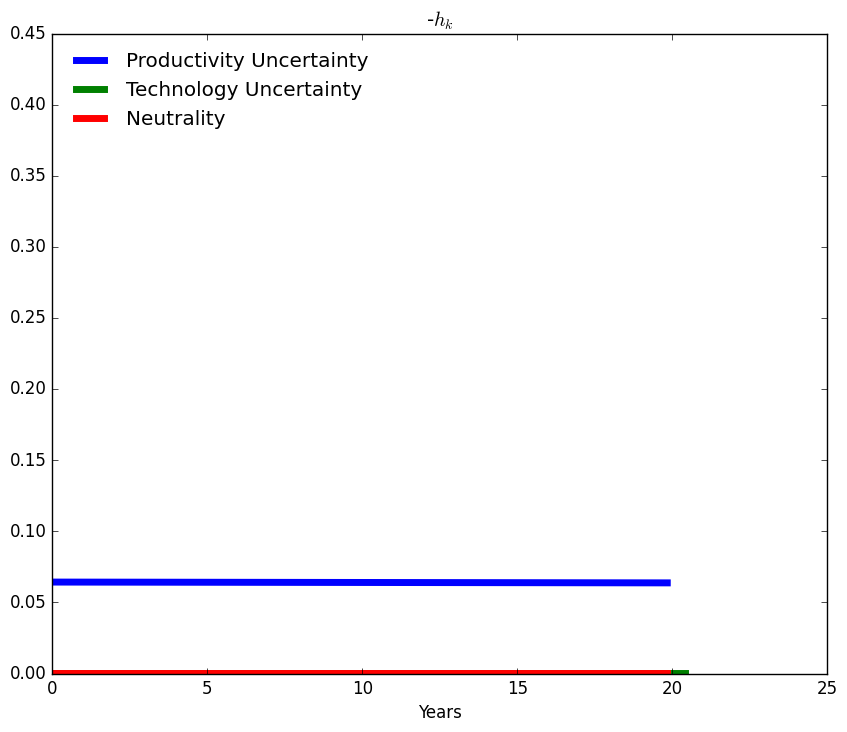 -h_k
0.45
Productivity Uncertainty
Technology Uncertainty
Neutrality
0.40
0.35
0.30
0.25
0.20
0.15
0.10
0.05
0.00
0 5 10 15 20 25
Years